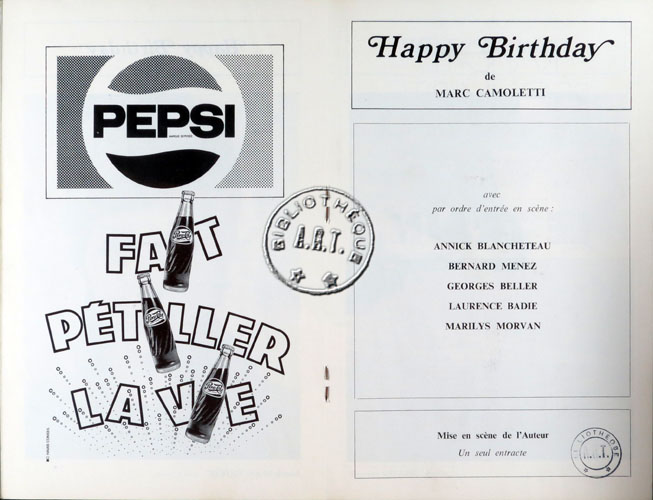 PEPSI
FAIT
PÉTILLER
LA VIE
BIBLIOTHÈQUE
A.R.T.
Happy Birthday
de
MARC CAMOLETTI
avec
par ordre d'entrée en scène :
ANNICK BLANCHETEAU
BERNARD MENEZ
GEORGES BELLER
LAURENCE BADIE
MARILYS MORVAN
Mise en scène de l'Auteur
Un seul entracte
BIBLIOTHÈQUE
A.R.T.